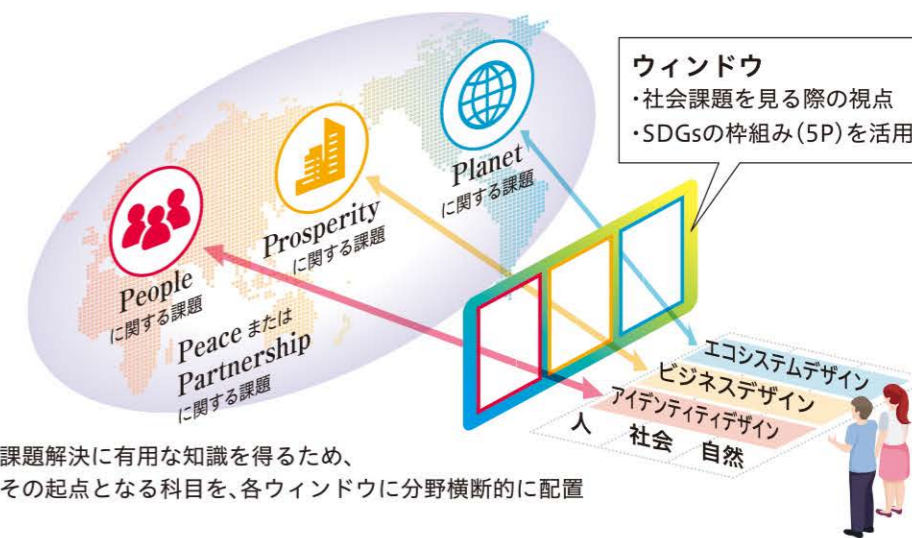 ウィンドウ
・社会課題を見る際の視点
・SDGsの枠組み(5P)を活用
Planet
に関する課題
Prosperity
に関する課題
People
に関する課題
Peace または
Partnership
に関する課題
エコシステムデザイン
ビジネスデザイン
アイデンティティデザイン
人 社会 自然
課題解決に有用な知識を得るため、
その起点となる科目を、各ウィンドウに分野横断的に配置